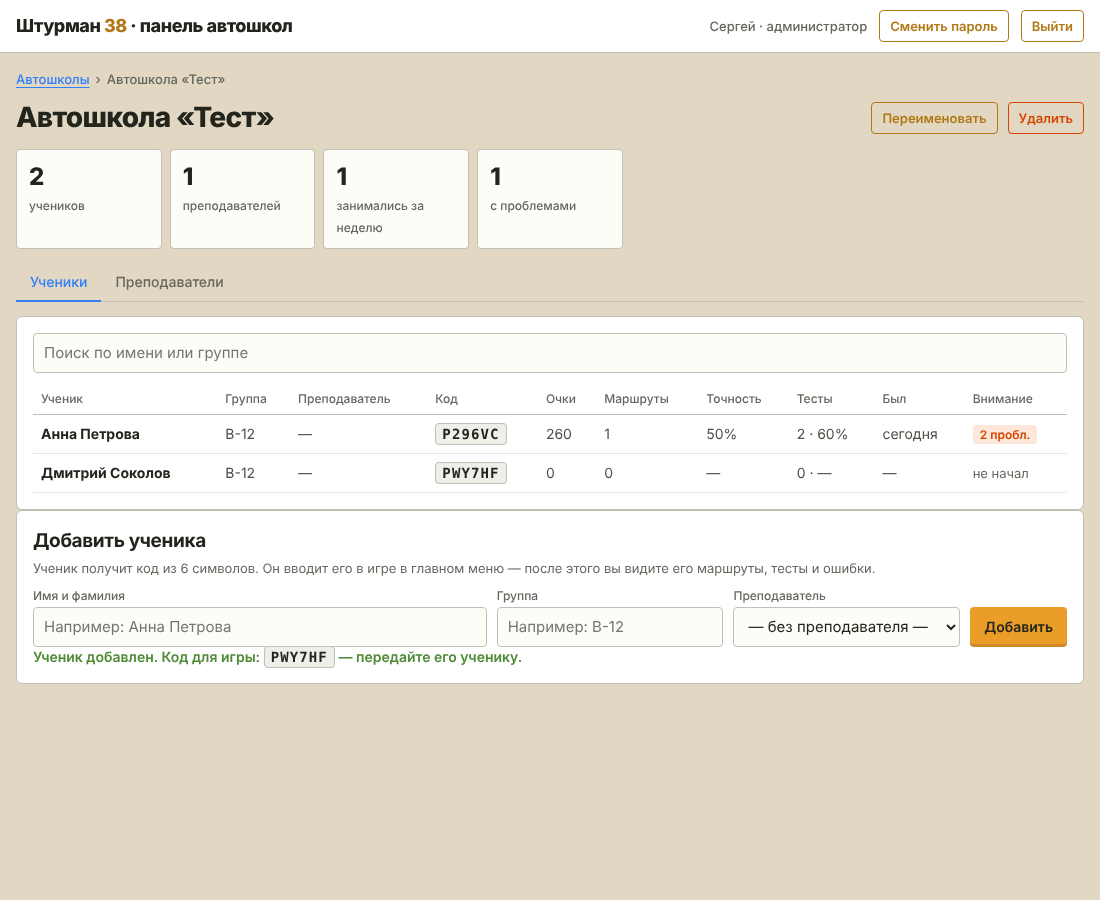 Штурман 38 · панель автошкол
Сергей · администратор
Сменить пароль
Выйти
Автошколы › Автошкола «Тест»
Автошкола «Тест»
Переименовать
Удалить
2
учеников
1
преподавателей
1
занимались за
неделю
1
с проблемами
Ученики
Преподаватели
Поиск по имени или группе
Ученик Группа Преподаватель Код Очки Маршруты Точность Тесты Был Внимание
Анна Петрова В-12 — P296VC 260 1 50% 2 · 60% сегодня 2 пробл.
Дмитрий Соколов В-12 — PWY7HF 0 0 — 0 · — — не начал
Добавить ученика
Ученик получит код из 6 символов. Он вводит его в игре в главном меню — после этого вы видите его маршруты, тесты и ошибки.
Имя и фамилия Группа Преподаватель
Например: Анна Петрова Например: В-12 — без преподавателя — Добавить
Ученик добавлен. Код для игры: PWY7HF — передайте его ученику.